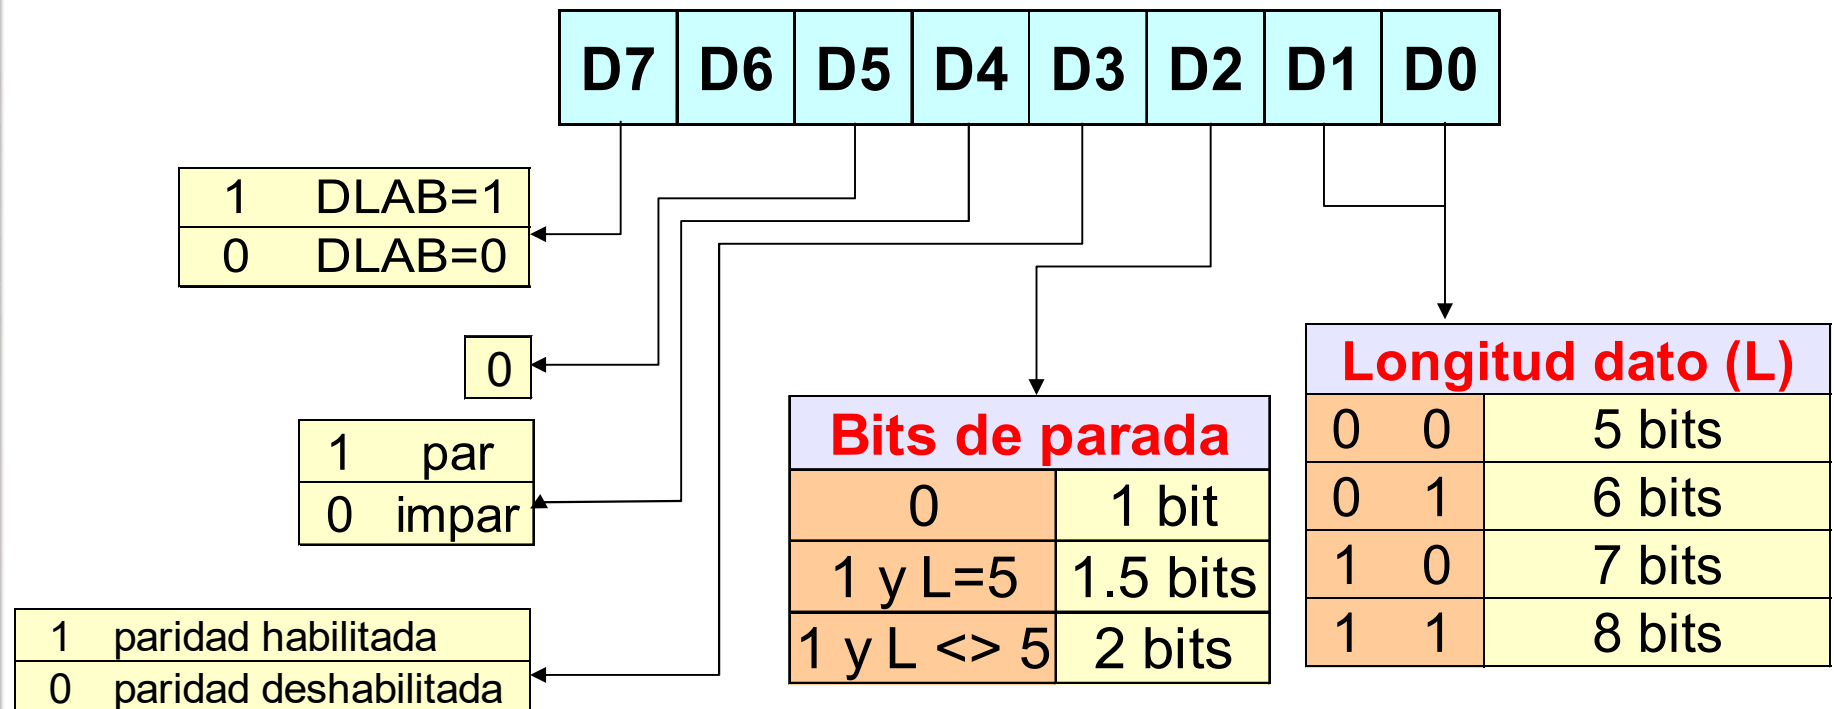 D7 D6 D5 D4 D3 D2 D1 D0
1 DLAB=1
0 DLAB=0
0
1 par
0 impar
1 paridad habilitada
0 paridad deshabilitada
Bits de parada
0 1 bit
1 y L=5 1.5 bits
1 y L <> 5 2 bits
Longitud dato (L)
0 0 5 bits
0 1 6 bits
1 0 7 bits
1 1 8 bits